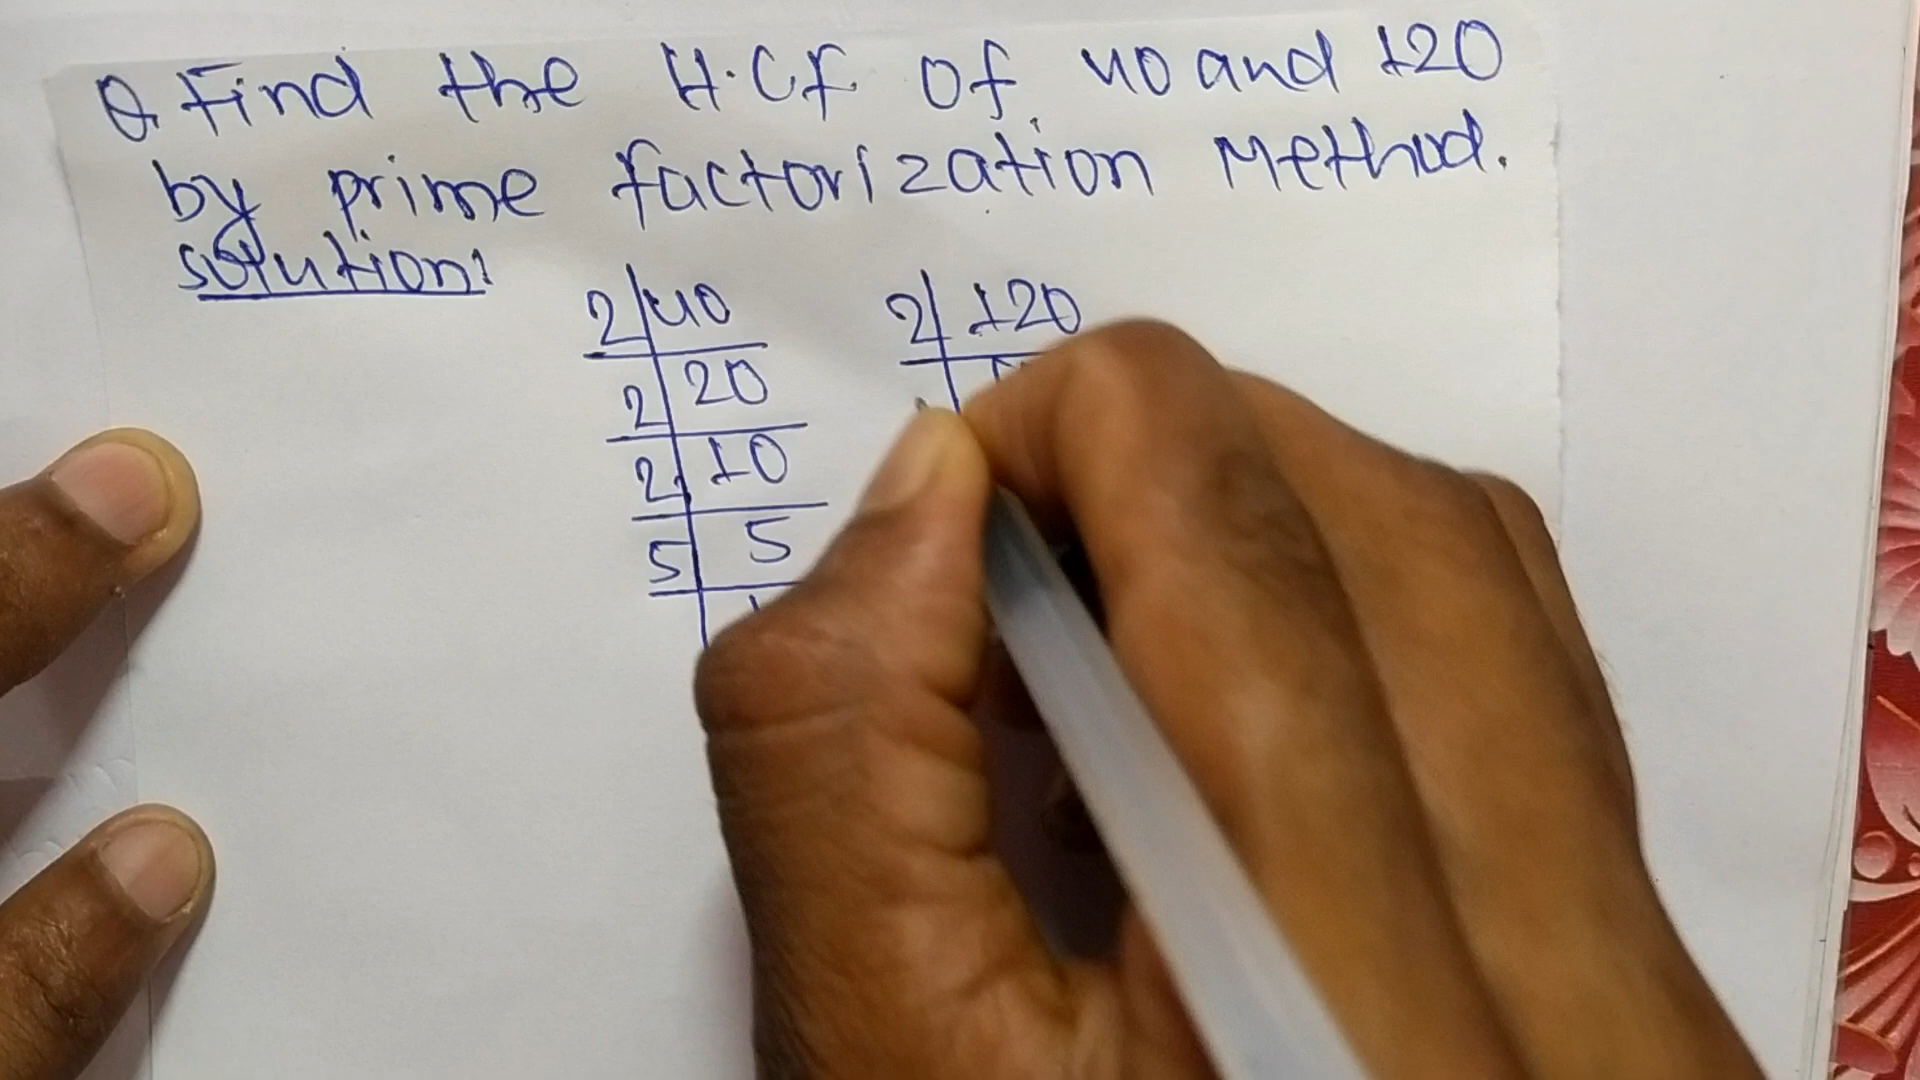 Q. Find the H.C.F. of 40 and 120
by prime factorization Method.
solution:
2 40 2 120
2 20
2 10
5 5